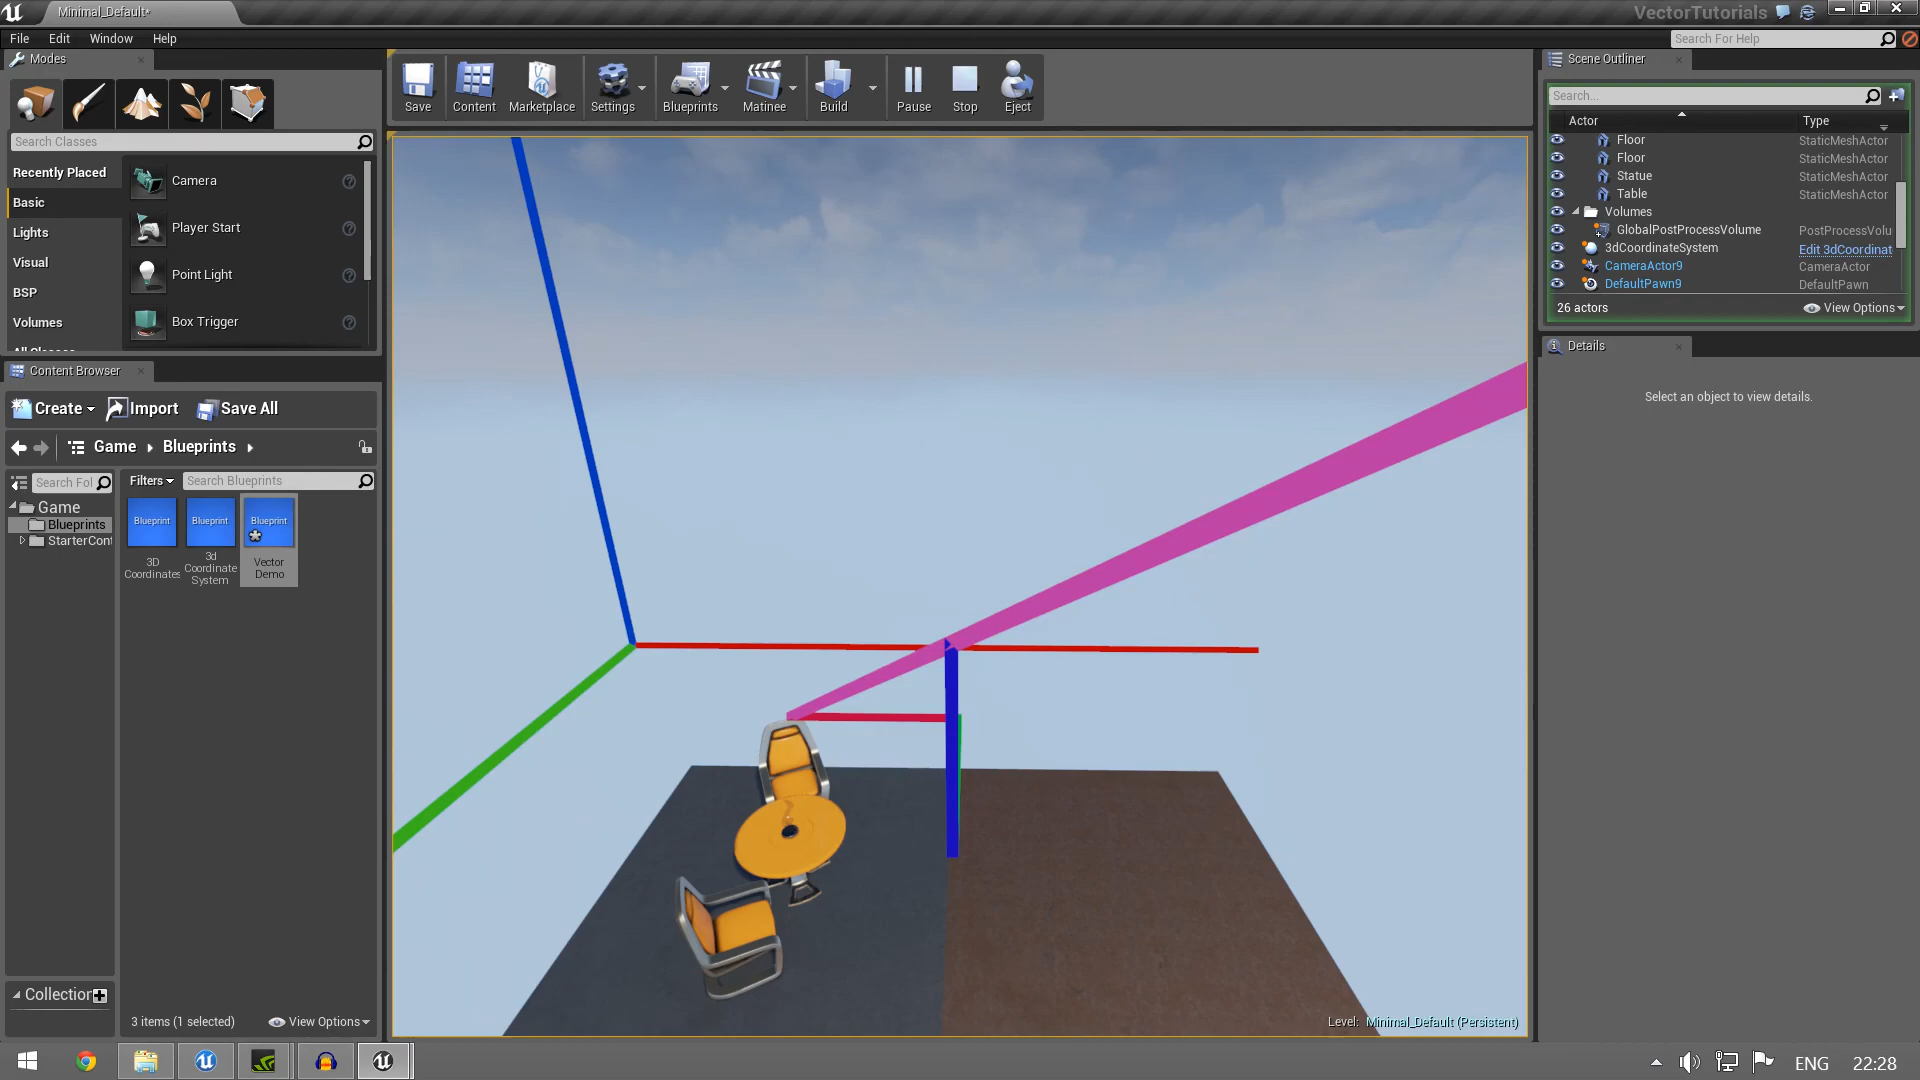 Minimal_Default*
VectorTutorials
File Edit Window Help
Search For Help
Modes
Search Classes
Recently Placed
Basic
Lights
Visual
BSP
Volumes
Camera
Player Start
Point Light
Box Trigger
Content Browser
Create
Import
Save All
Game
Blueprints
Search Fol
Game
Blueprints
StarterCont
Filters
Search Blueprints
Blueprint
Blueprint
Blueprint
3D
Coordinates
3d
Coordinate
System
Vector
Demo
Collection
3 items (1 selected)
View Options
Save
Content
Marketplace
Settings
Blueprints
Matinee
Build
Pause
Stop
Eject
Level: Minimal_Default (Persistent)
Scene Outliner
Search...
Actor Type
Floor StaticMeshActor
Floor StaticMeshActor
Statue StaticMeshActor
Table StaticMeshActor
Volumes
GlobalPostProcessVolume PostProcessVolu
3dCoordinateSystem Edit 3dCoordinat
CameraActor9 CameraActor
DefaultPawn9 DefaultPawn
26 actors
View Options
Details
Select an object to view details.
ENG
22:28